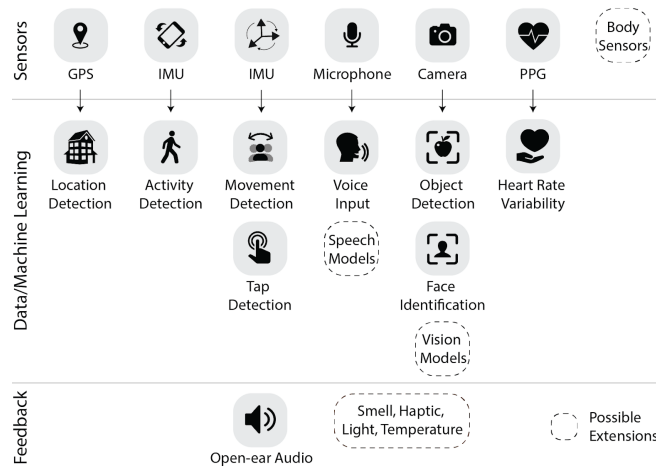 Sensors
GPS
IMU
IMU
Microphone
Camera
PPG
Body
Sensors
Data/Machine Learning
Location
Detection
Activity
Detection
Movement
Detection
Voice
Input
Object
Detection
Heart Rate
Variability
Tap
Detection
Speech
Models
Face
Identification
Vision
Models
Feedback
Open-ear Audio
Smell, Haptic,
Light, Temperature
Possible
Extensions